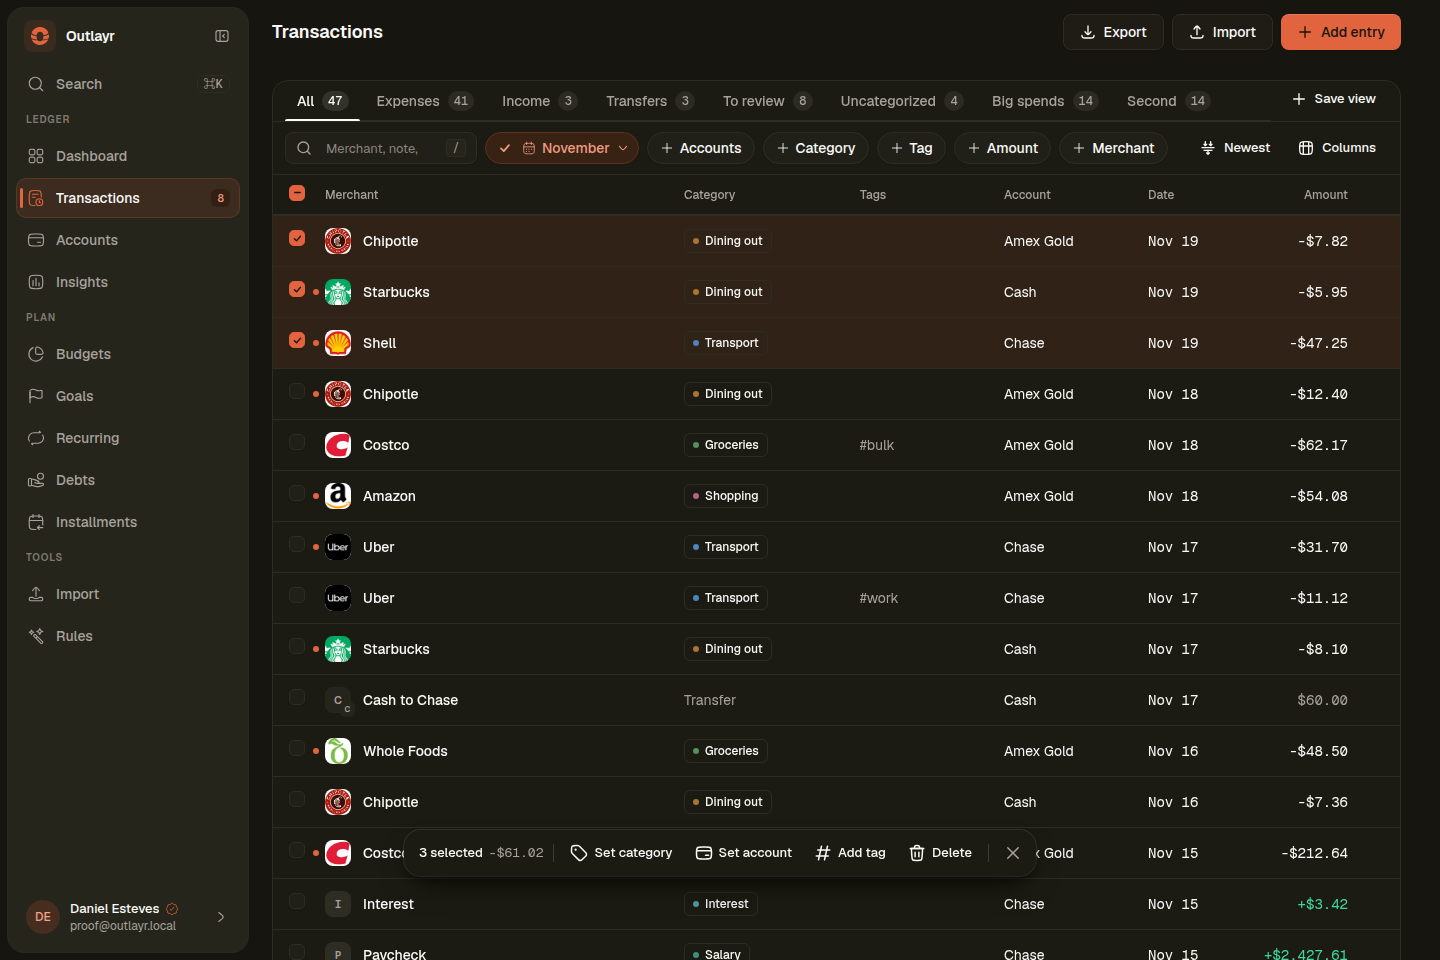 Outlayr
Search ⌘K
LEDGER
Dashboard
Transactions 8
Accounts
Insights
PLAN
Budgets
Goals
Recurring
Debts
Installments
TOOLS
Import
Rules
DE Daniel Esteves
proof@outlayr.local
Transactions
Export Import Add entry
All 47 Expenses 41 Income 3 Transfers 3 To review 8 Uncategorized 4 Big spends 14 Second 14 Save view
Merchant, note, / November Accounts Category Tag Amount Merchant Newest Columns
Merchant Category Tags Account Date Amount
Chipotle Dining out Amex Gold Nov 19 -$7.82
Starbucks Dining out Cash Nov 19 -$5.95
Shell Transport Chase Nov 19 -$47.25
Chipotle Dining out Amex Gold Nov 18 -$12.40
Costco Groceries #bulk Amex Gold Nov 18 -$62.17
a Amazon Shopping Amex Gold Nov 18 -$54.08
Uber Uber Transport Chase Nov 17 -$31.70
Uber Uber Transport #work Chase Nov 17 -$11.12
Starbucks Dining out Cash Nov 17 -$8.10
C C Cash to Chase Transfer Cash Nov 17 $60.00
Whole Foods Groceries Amex Gold Nov 16 -$48.50
Chipotle Dining out Cash Nov 16 -$7.36
Gold Nov 15 -$212.64
3 selected -$61.02 Set category Set account Add tag Delete
I Interest Interest Chase Nov 15 +$3.42
P Paycheck Salary Chase Nov 15 +$2,427.61